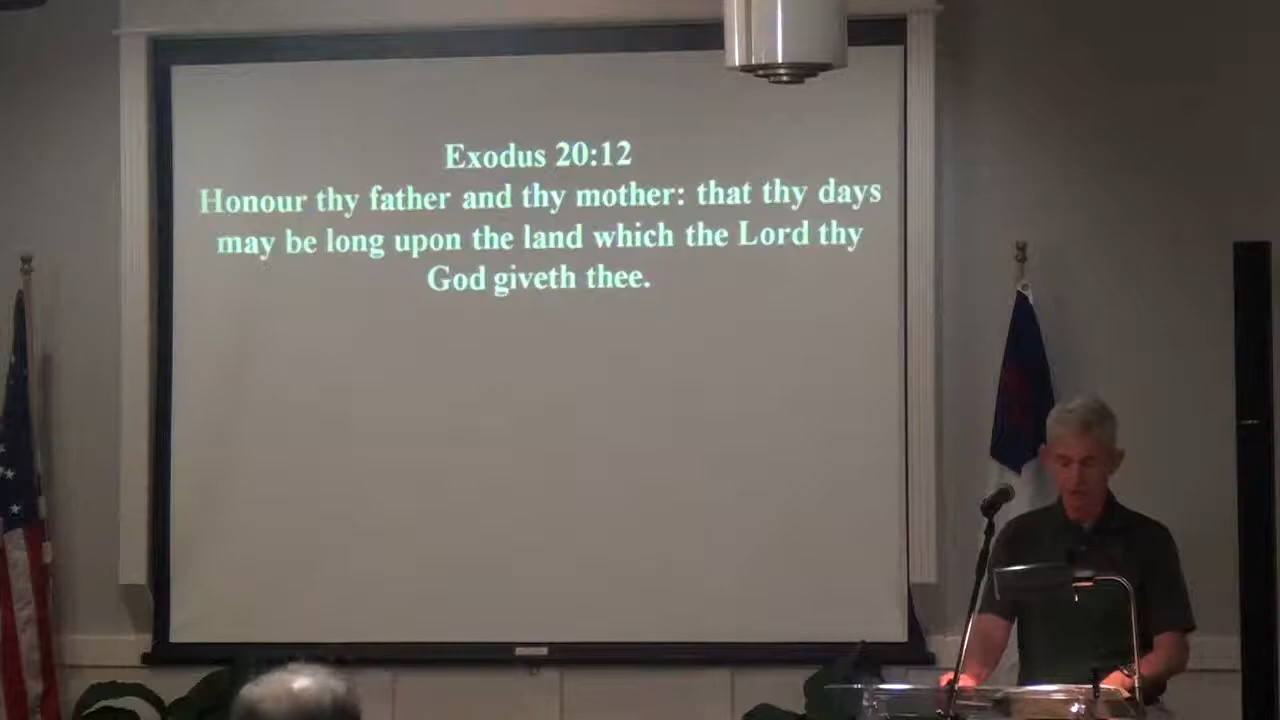 Exodus 20:12
Honour thy father and thy mother: that thy days
may be long upon the land which the Lord thy
God giveth thee.